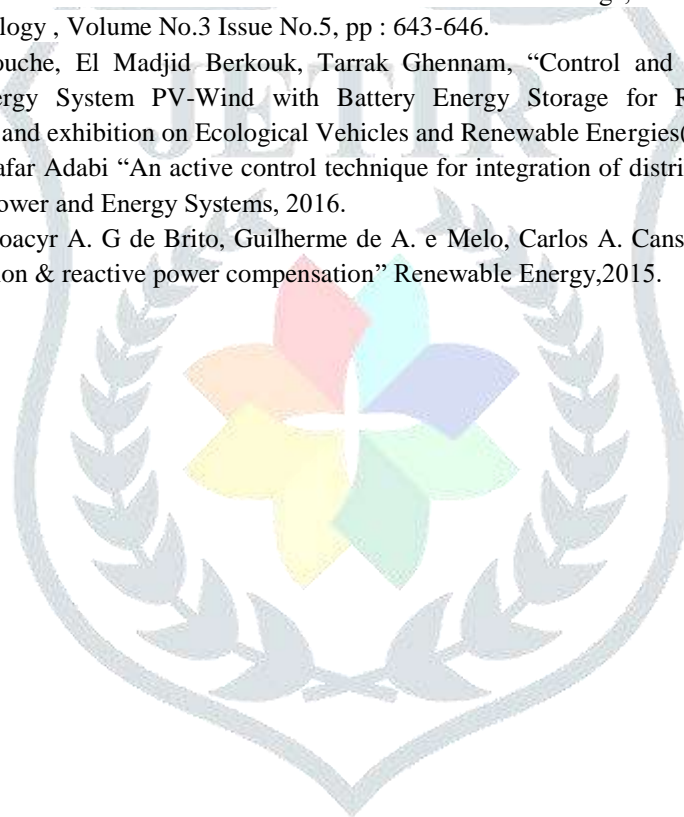 ology , Volume No.3 Issue No.5, pp : 643-646.
ouche, El Madjid Berkouk, Tarrak Ghennam, “Control and
ergy System PV-Wind with Battery Energy Storage for R
and exhibition on Ecological Vehicles and Renewable Energies(
afar Adabi “An active control technique for integration of distri
ower and Energy Systems, 2016.
oacyr A. G de Brito, Guilherme de A. e Melo, Carlos A. Cans
ion & reactive power compensation” Renewable Energy,2015.
JETIR